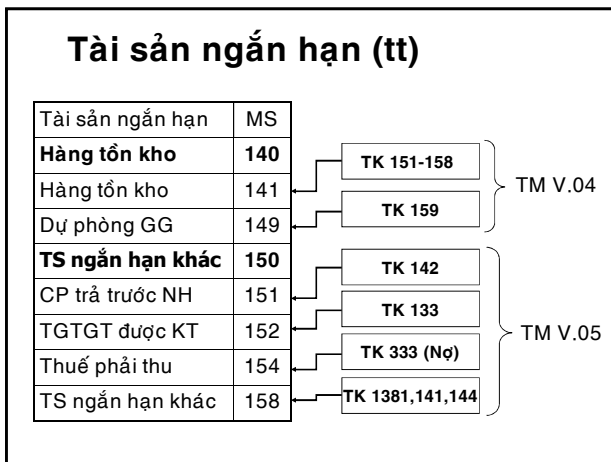 Tài sản ngắn hạn (tt)
Tài sản ngắn hạn MS
Hàng tồn kho 140
Hàng tồn kho 141
Dự phòng GG 149
TS ngắn hạn khác 150
CP trả trước NH 151
TGTGT được KT 152
Thuế phải thu 154
TS ngắn hạn khác 158
TK 151-158
TK 159
TM V.04
TK 142
TK 133
TK 333 (Nợ)
TK 1381,141,144
TM V.05